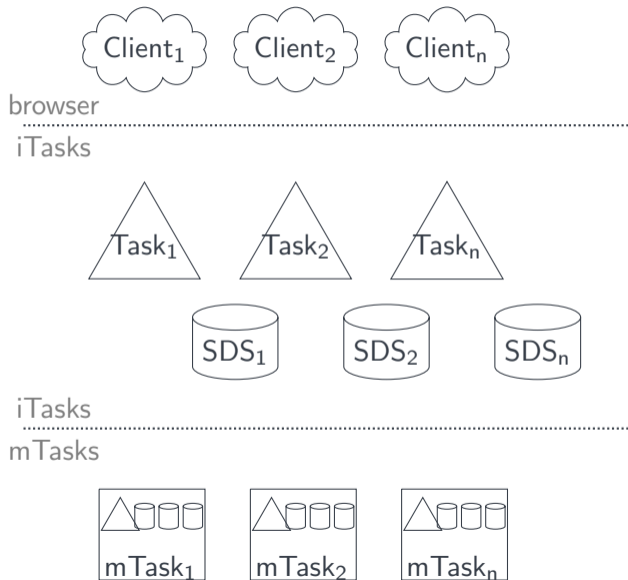 Client₁ Client₂ Clientₙ
browser
iTasks
Task₁ Task₂ Taskₙ
SDS₁ SDS₂ SDSₙ
iTasks
mTasks
mTask₁ mTask₂ mTaskₙ